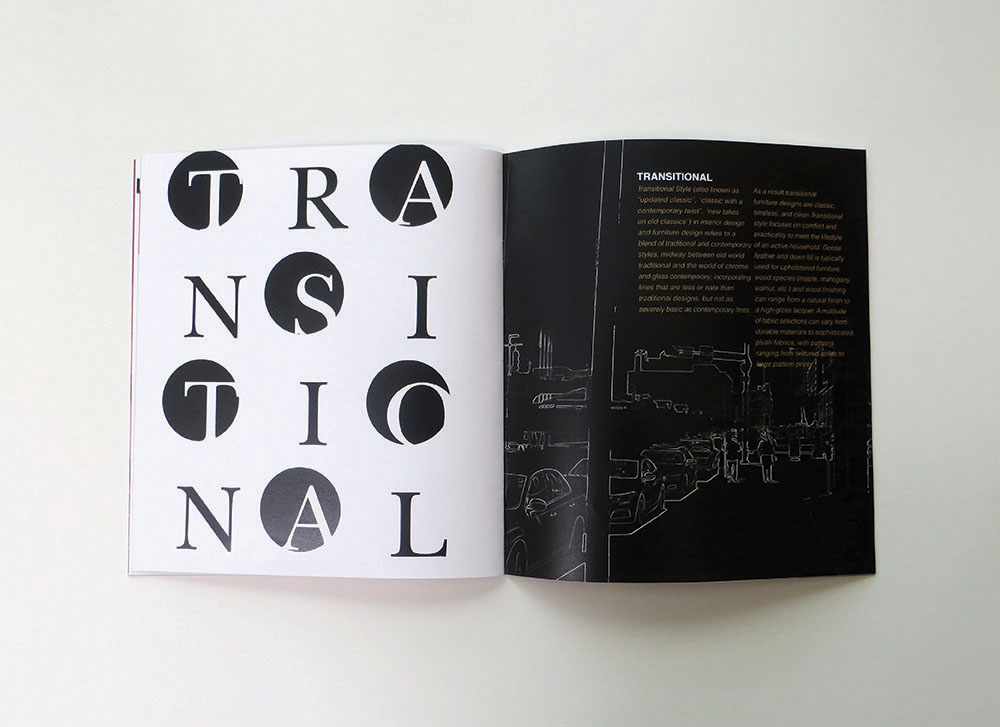 T R A
N S I
T I O
N A L
TRANSITIONAL
Transitional Style (also known as
"updated classic", "classic with a
contemporary twist", "new takes
on old classics") in interior design
and furniture design refers to a
blend of traditional and contemporary
styles, midway between old world
traditional and the world of chrome
and glass contemporary; incorporating
lines that are less or nate than
traditional designs, but not as
severely basic as contemporary lines.
As a result transitional
furniture designs are classic,
timeless, and clean.Transitional
style focuses on comfort and
practicality to meet the lifestyle
of an active household. Goose
feather and down fill is typically
used for upholstered furniture,
wood species (maple, mahogany,
walnut, etc.) and wood finishing
can range from a natural finish to
a high-gloss lacquer. A multitude
of fabric selections can vary from
durable materials to sophisticated,
plush fabrics, with patterns
ranging from textured solids to
large pattern prints.